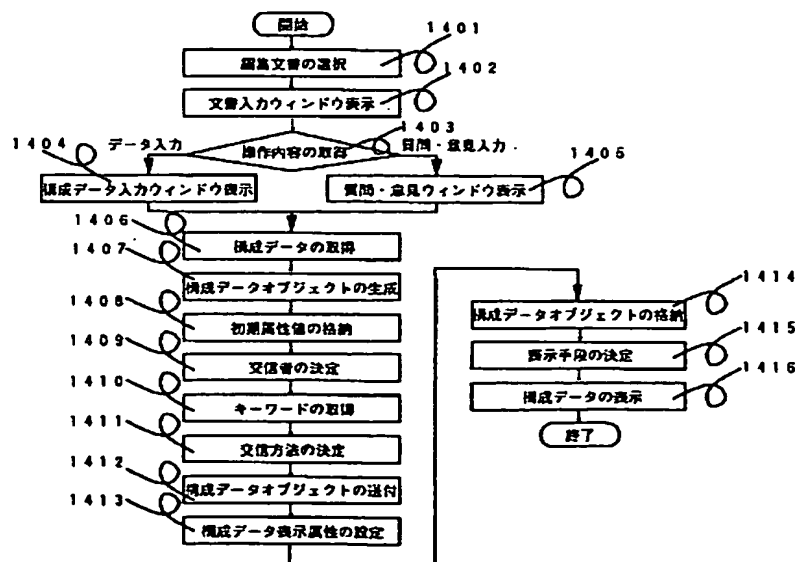 開始
1401
編集文書の選択
1402
文書入力ウィンドウ表示
1403
操作内容の取得
1404
データ入力
質問・意見入力
1405
構成データ入力ウィンドウ表示
質問・意見ウィンドウ表示
1406
構成データの取得
1407
構成データオブジェクトの生成
1408
初期属性値の格納
1409
交信者の決定
1410
キーワードの取得
1411
交信方法の決定
1412
構成データオブジェクトの送付
1413
構成データ表示属性の設定
1414
構成データオブジェクトの格納
1415
表示手段の決定
1416
構成データの表示
終了